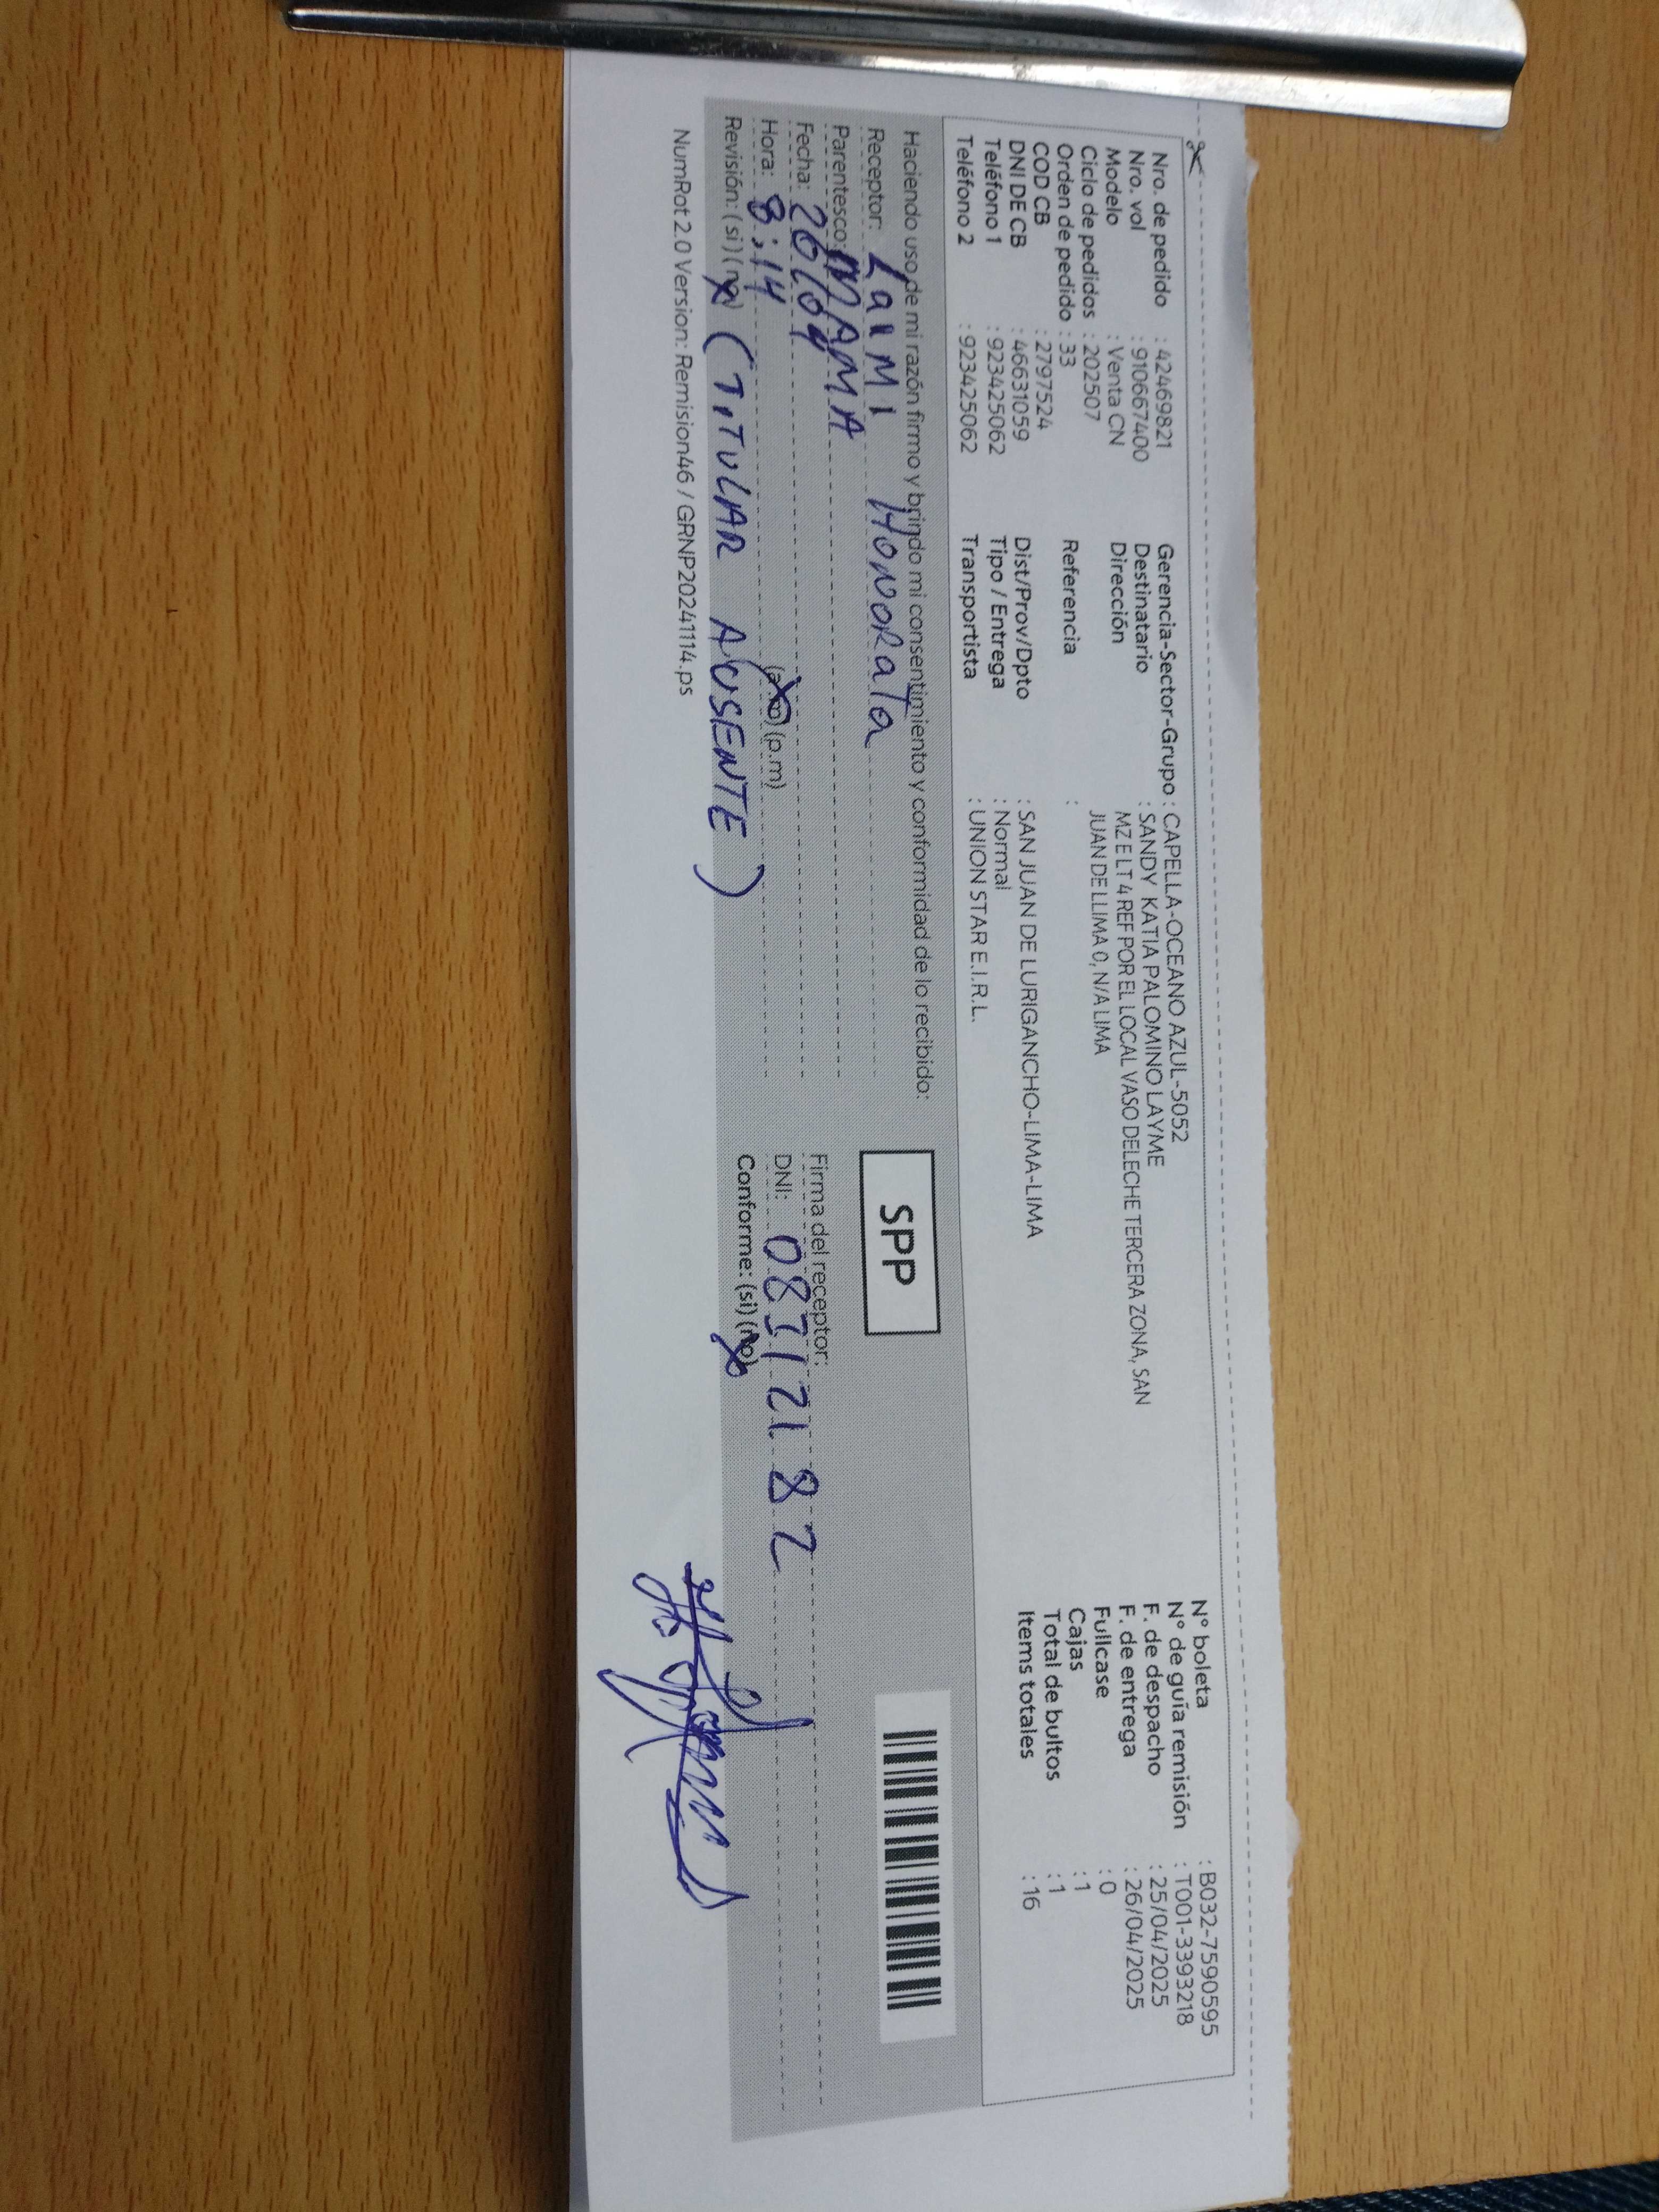 Nro. de pedido : 42469821
Nro. vol : 910667400
Modelo : Venta CN
Ciclo de pedidos : 202507
Orden de pedido : 33
COD CB : 2797524
DNI DE CB : 46631059
Teléfono 1 : 923425062
Teléfono 2 : 923425062
Gerencia-Sector-Grupo : CAPELLA-OCEANO AZUL-5052
Destinatario : SANDY KATIA PALOMINO LAYME
Dirección MZ E LT 4 REF POR EL LOCAL VASO DELECHE TERCERA ZONA, SAN
JUAN DE LLIMA 0, N/A LIMA
Referencia :
Dist/Prov/Dpto : SAN JUAN DE LURIGANCHO-LIMA-LIMA
Tipo / Entrega : Normal
Transportista : UNION STAR E.I.R.L.
N° boleta : B032-7590595
N° de guía remisión : T001-3393218
F. de despacho : 25/04/2025
F. de entrega : 26/04/2025
Fullcase : 0
Cajas : 1
Total de bultos : 1
Items totales : 16
Haciendo uso de mi razón firmo y brindo mi consentimiento y conformidad de lo recibido:
Receptor: LaiMi HONORaTa
Parentesco: MAMA
Fecha: 26/04
Hora: 8:14 (a.m) (p.m)
Revisión: (si) (no) (TITULAR AUSENTE)
SPP
Firma del receptor:
DNI: 08112182
Conforme: (si) (no)
NumRot 2.0 Version: Remision46 / GRNP20241114.ps